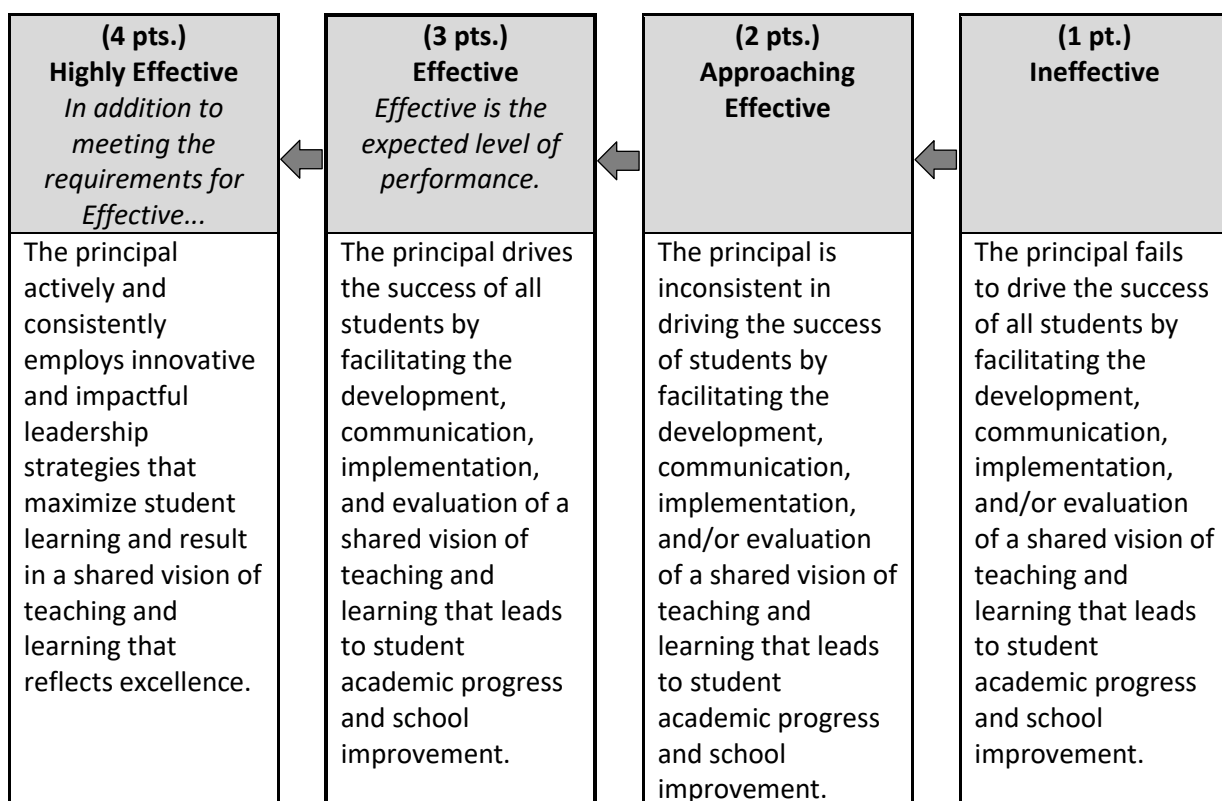 (4 pts.)
Highly Effective
In addition to
meeting the
requirements for
Effective...
The principal
actively and
consistently
employs innovative
and impactful
leadership
strategies that
maximize student
learning and result
in a shared vision of
teaching and
learning that
reflects excellence.
(3 pts.)
Effective
Effective is the
expected level of
performance.
The principal drives
the success of all
students by
facilitating the
development,
communication,
implementation,
and evaluation of a
shared vision of
teaching and
learning that leads
to student
academic progress
and school
improvement.
(2 pts.)
Approaching
Effective
The principal is
inconsistent in
driving the success
of students by
facilitating the
development,
communication,
implementation,
and/or evaluation
of a shared vision of
teaching and
learning that leads
to student
academic progress
and school
improvement.
(1 pt.)
Ineffective
The principal fails
to drive the success
of all students by
facilitating the
development,
communication,
implementation,
and/or evaluation
of a shared vision of
teaching and
learning that leads
to student
academic progress
and school
improvement.